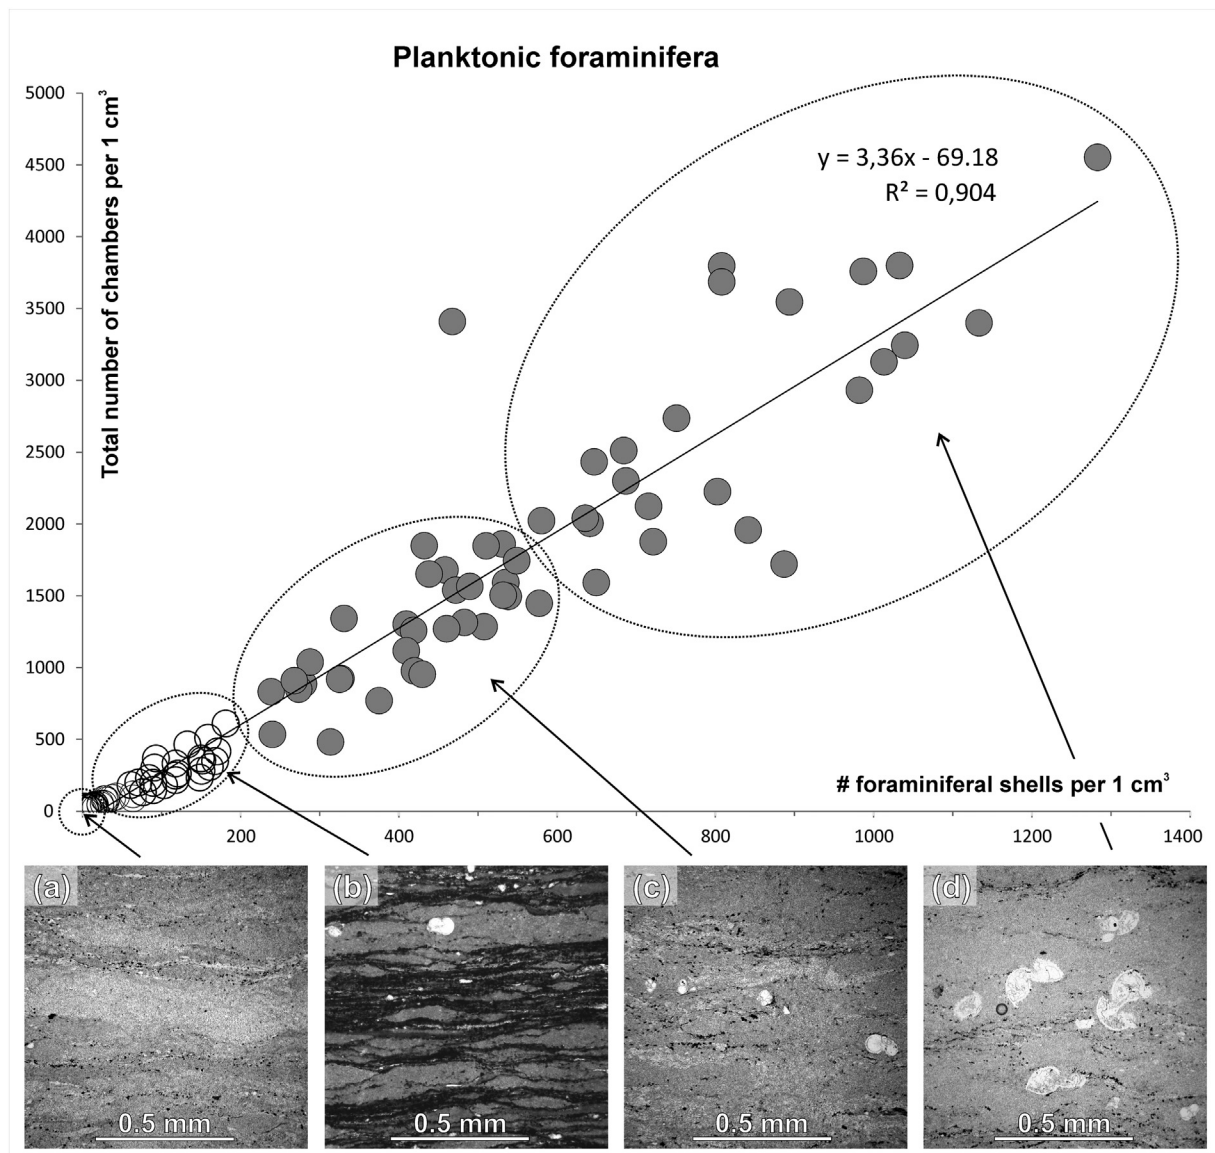 Planktonic foraminifera
Total number of chambers per 1 cm³
5000
4500
4000
3500
3000
2500
2000
1500
1000
500
0
y = 3,36x - 69.18
R² = 0,904
# foraminiferal shells per 1 cm³
200 400 600 800 1000 1200 1400
(a) (b) (c) (d)
0.5 mm 0.5 mm 0.5 mm 0.5 mm